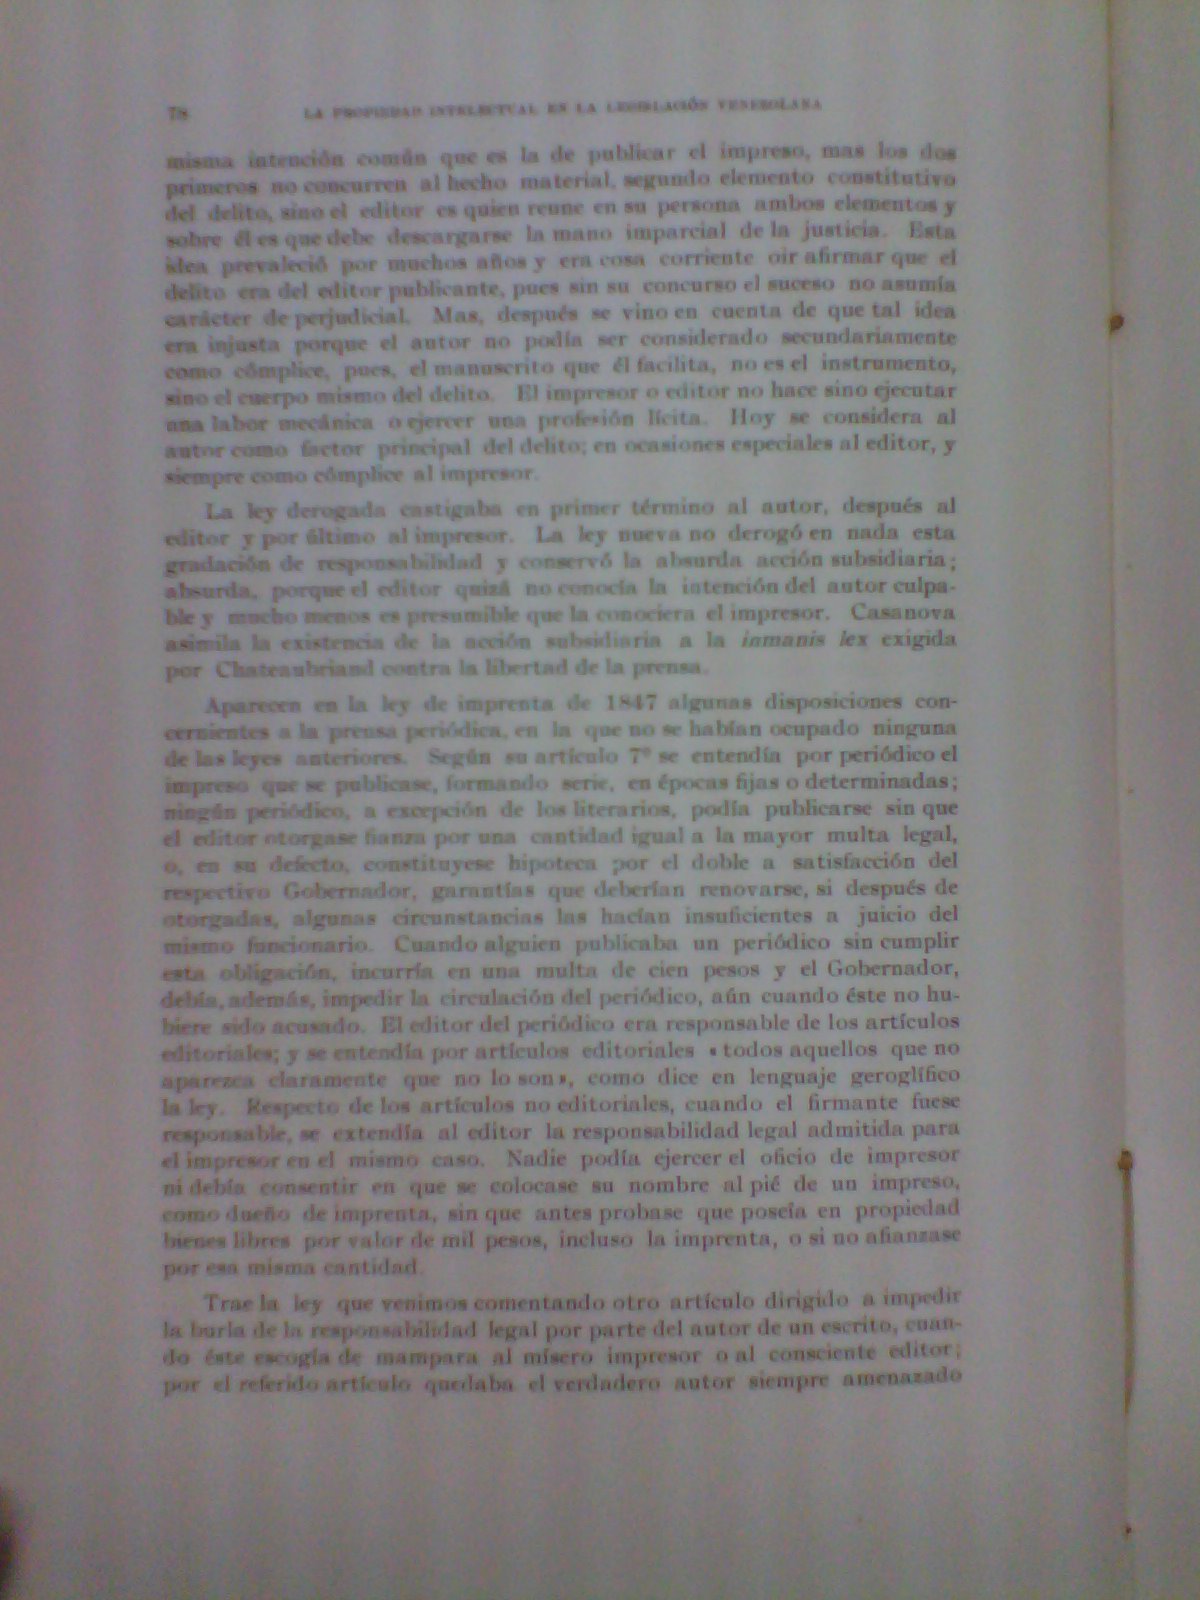 78 LA PROPIEDAD INTELECTUAL EN LA LEGISLACIÓN VENEZOLANA
misma intención común que es la de publicar el impreso, mas los dos
primeros no concurren al hecho material, segundo elemento constitutivo
del delito, sino el editor es quien reune en su persona ambos elementos y
sobre él es que debe descargarse la mano imparcial de la justicia. Esta
idea prevaleció por muchos años y era cosa corriente oir afirmar que el
delito era del editor publicante, pues sin su concurso el suceso no asumía
carácter de perjudicial. Mas, después se vino en cuenta de que tal idea
era injusta porque el autor no podía ser considerado secundariamente
como cómplice, pues, el manuscrito que él facilita, no es el instrumento,
sino el cuerpo mismo del delito. El impresor o editor no hace sino ejecutar
una labor mecánica o ejercer una profesión lícita. Hoy se considera al
autor como factor principal del delito; en ocasiones especiales al editor, y
siempre como cómplice al impresor.
La ley derogada castigaba en primer término al autor, después al
editor y por último al impresor. La ley nueva no derogó en nada esta
gradación de responsabilidad y conservó la absurda acción subsidiaria;
absurda, porque el editor quizá no conocía la intención del autor culpa-
ble y mucho menos es presumible que la conociera el impresor. Casanova
asimila la existencia de la acción subsidiaria a la inmanis lex exigida
por Chateaubriand contra la libertad de la prensa.
Aparecen en la ley de imprenta de 1847 algunas disposiciones con-
cernientes a la prensa periódica, en la que no se habían ocupado ninguna
de las leyes anteriores. Según su artículo 7º se entendía por periódico el
impreso que se publicase, formando serie, en épocas fijas o determinadas;
ningún periódico, a excepción de los literarios, podía publicarse sin que
el editor otorgase fianza por una cantidad igual a la mayor multa legal,
o, en su defecto, constituyese hipoteca por el doble a satisfacción del
respectivo Gobernador, garantías que deberían renovarse, si después de
otorgadas, algunas circunstancias las hacían insuficientes a juicio del
mismo funcionario. Cuando alguien publicaba un periódico sin cumplir
esta obligación, incurría en una multa de cien pesos y el Gobernador,
debía, además, impedir la circulación del periódico, aún cuando éste no hu-
biere sido acusado. El editor del periódico era responsable de los artículos
editoriales; y se entendía por artículos editoriales «todos aquellos que no
aparezca claramente que no lo son», como dice en lenguaje geroglífico
la ley. Respecto de los artículos no editoriales, cuando el firmante fuese
responsable, se extendía al editor la responsabilidad legal admitida para
el impresor en el mismo caso. Nadie podía ejercer el oficio de impresor
ni debía consentir en que se colocase su nombre al pié de un impreso,
como dueño de imprenta, sin que antes probase que poseía en propiedad
bienes libres por valor de mil pesos, incluso la imprenta, o si no afianzase
por esa misma cantidad.
Trae la ley que venimos comentando otro artículo dirigido a impedir
la burla de la responsabilidad legal por parte del autor de un escrito, cuan-
do éste escogía de mampara al mísero impresor o al consciente editor;
por el referido artículo quedaba el verdadero autor siempre amenazado